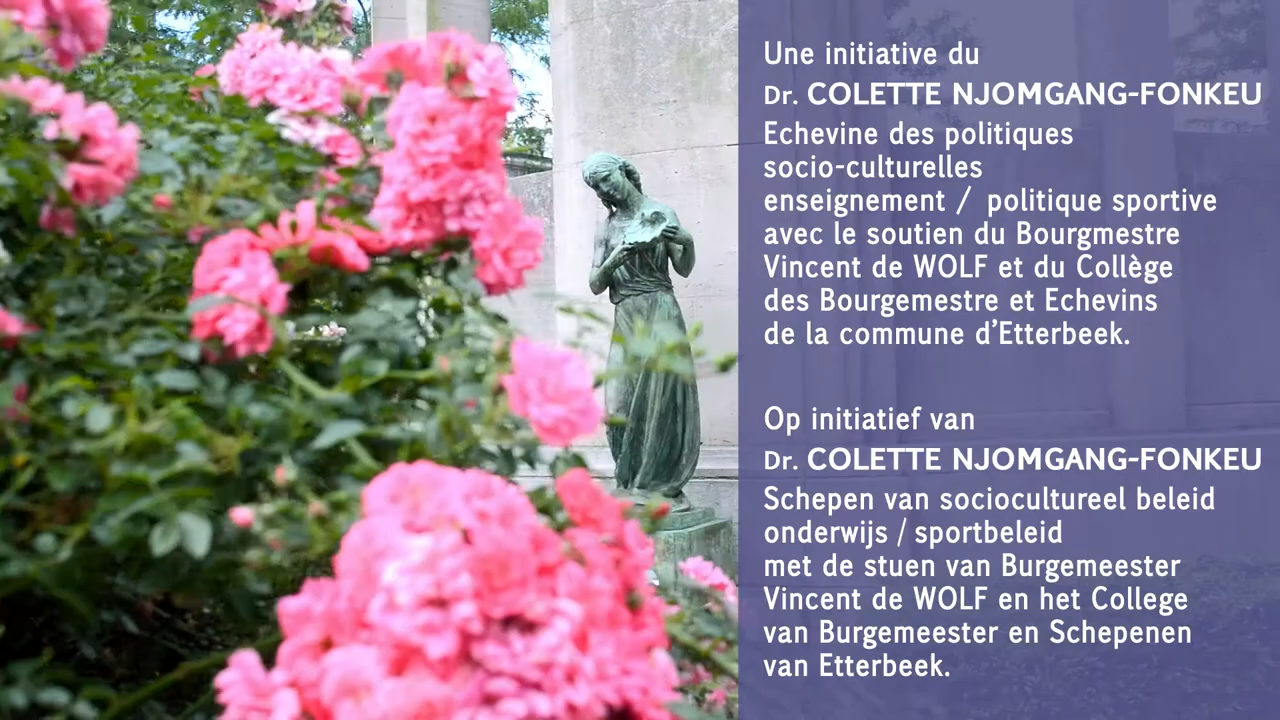 Une initiative du
Dr. COLETTE NJOMGANG-FONKEU
Echevine des politiques
socio-culturelles
enseignement / politique sportive
avec le soutien du Bourgmestre
Vincent de WOLF et du Collège
des Bourgemestre et Echevins
de la commune d’Etterbeek.
Op initiatief van
Dr. COLETTE NJOMGANG-FONKEU
Schepen van sociocultureel beleid
onderwijs / sportbeleid
met de stuen van Burgemeester
Vincent de WOLF en het College
van Burgemeester en Schepenen
van Etterbeek.